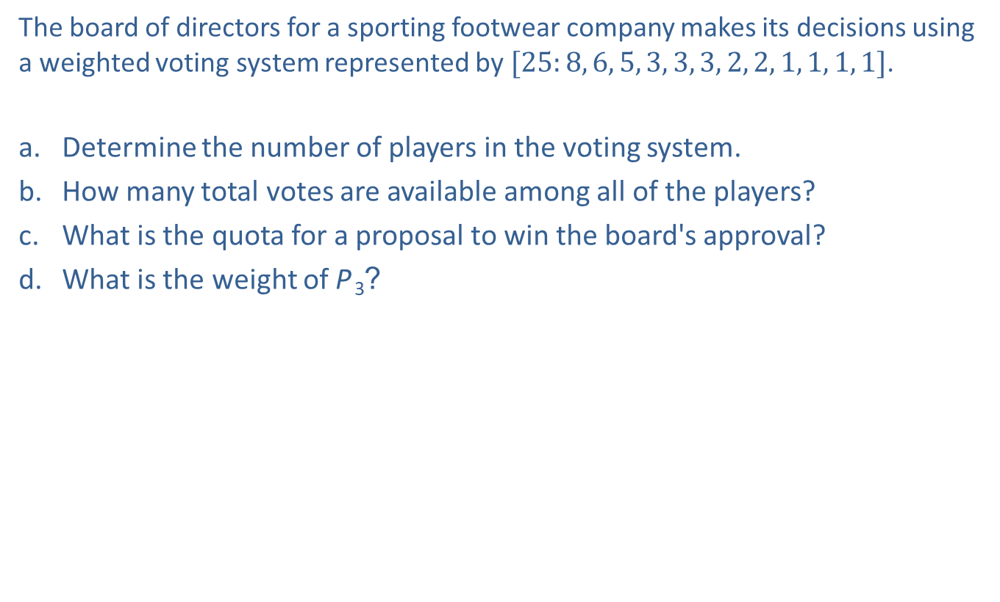 The board of directors for a sporting footwear company makes its decisions using
a weighted voting system represented by [25: 8, 6, 5, 3, 3, 3, 2, 2, 1, 1, 1, 1].
a. Determine the number of players in the voting system.
b. How many total votes are available among all of the players?
c. What is the quota for a proposal to win the board's approval?
d. What is the weight of P₃?